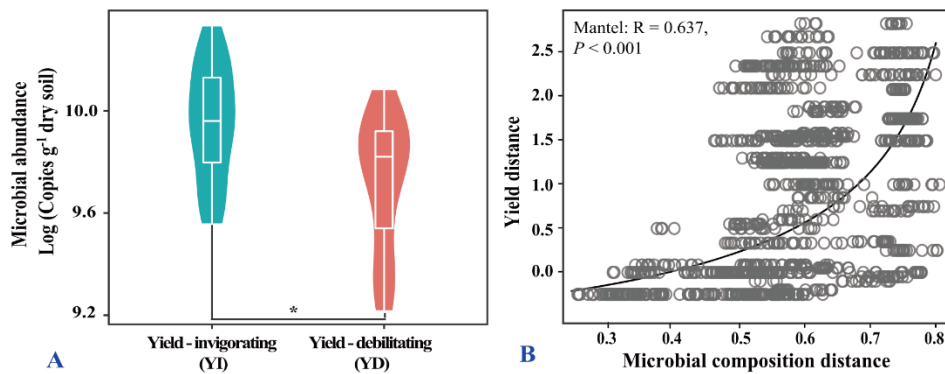 Microbial abundance
Log (Copies g⁻¹ dry soil)
10.0
9.6
9.2
*
Yield - invigorating
(YI)
Yield - debilitating
(YD)
A
Mantel: R = 0.637,
P < 0.001
Yield distance
2.5
2.0
1.5
1.0
0.5
0.0
0.3 0.4 0.5 0.6 0.7 0.8
Microbial composition distance
B